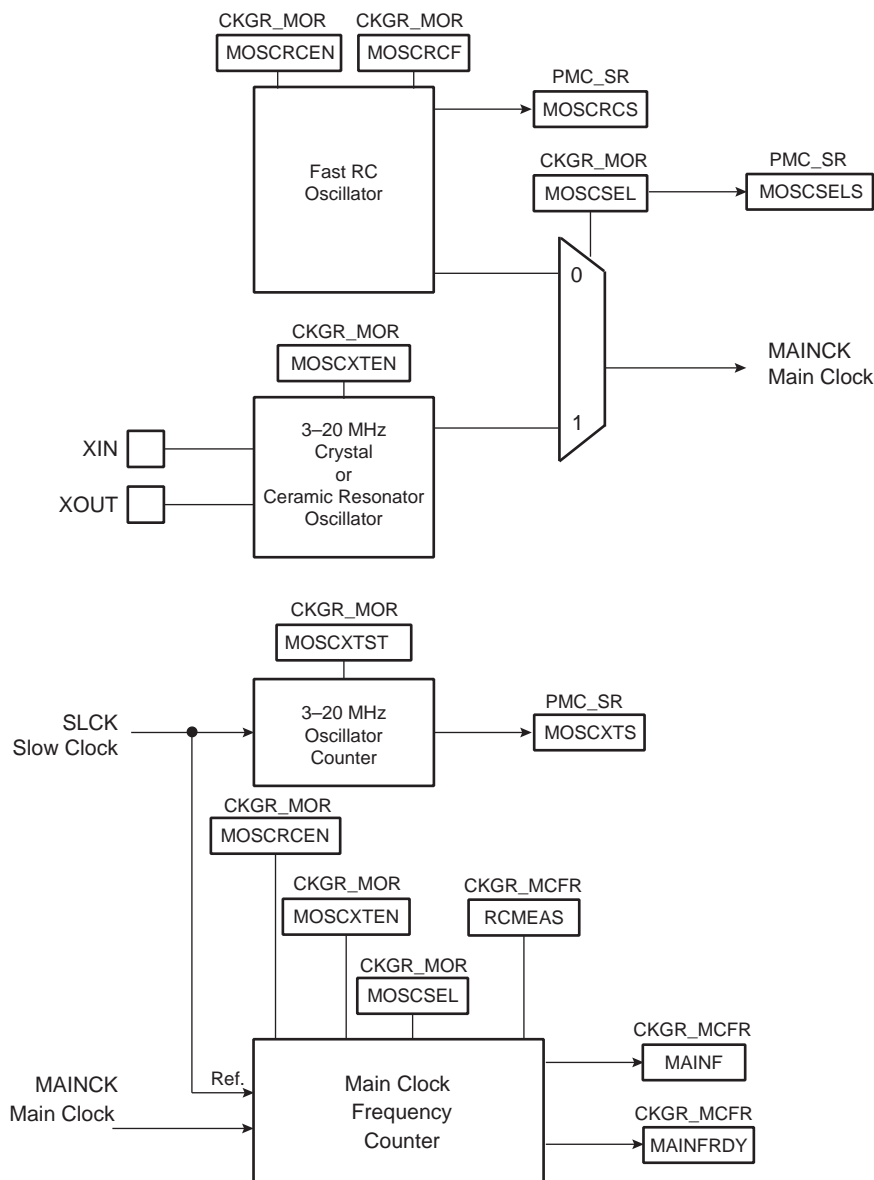 CKGR_MOR
CKGR_MOR
MOSCRCEN
MOSCRCF
PMC_SR
MOSCRCS
Fast RC
Oscillator
CKGR_MOR
MOSCSEL
PMC_SR
MOSCSELS
0
1
MAINCK
Main Clock
CKGR_MOR
MOSCXTEN
3–20 MHz
Crystal
or
Ceramic Resonator
Oscillator
XIN
XOUT
CKGR_MOR
MOSCXTST
SLCK
Slow Clock
3–20 MHz
Oscillator
Counter
PMC_SR
MOSCXTS
CKGR_MOR
MOSCRCEN
CKGR_MOR
MOSCXTEN
CKGR_MCFR
RCMEAS
CKGR_MOR
MOSCSEL
MAINCK
Main Clock
Ref.
Main Clock
Frequency
Counter
CKGR_MCFR
MAINF
CKGR_MCFR
MAINFRDY